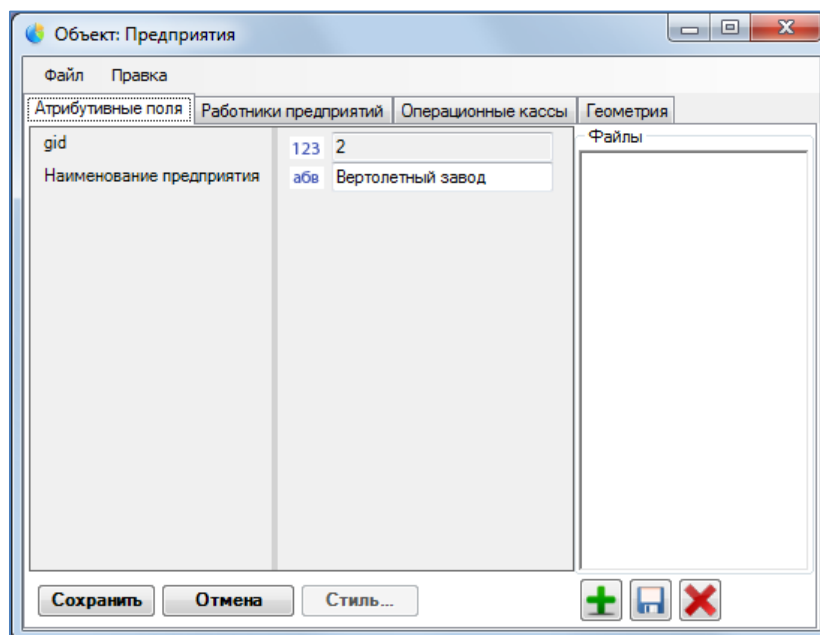 Объект: Предприятия
Файл Правка
Атрибутивные поля Работники предприятий Операционные кассы Геометрия
gid 123 2
Наименование предприятия абв Вертолетный завод
Файлы
Сохранить Отмена Стиль...